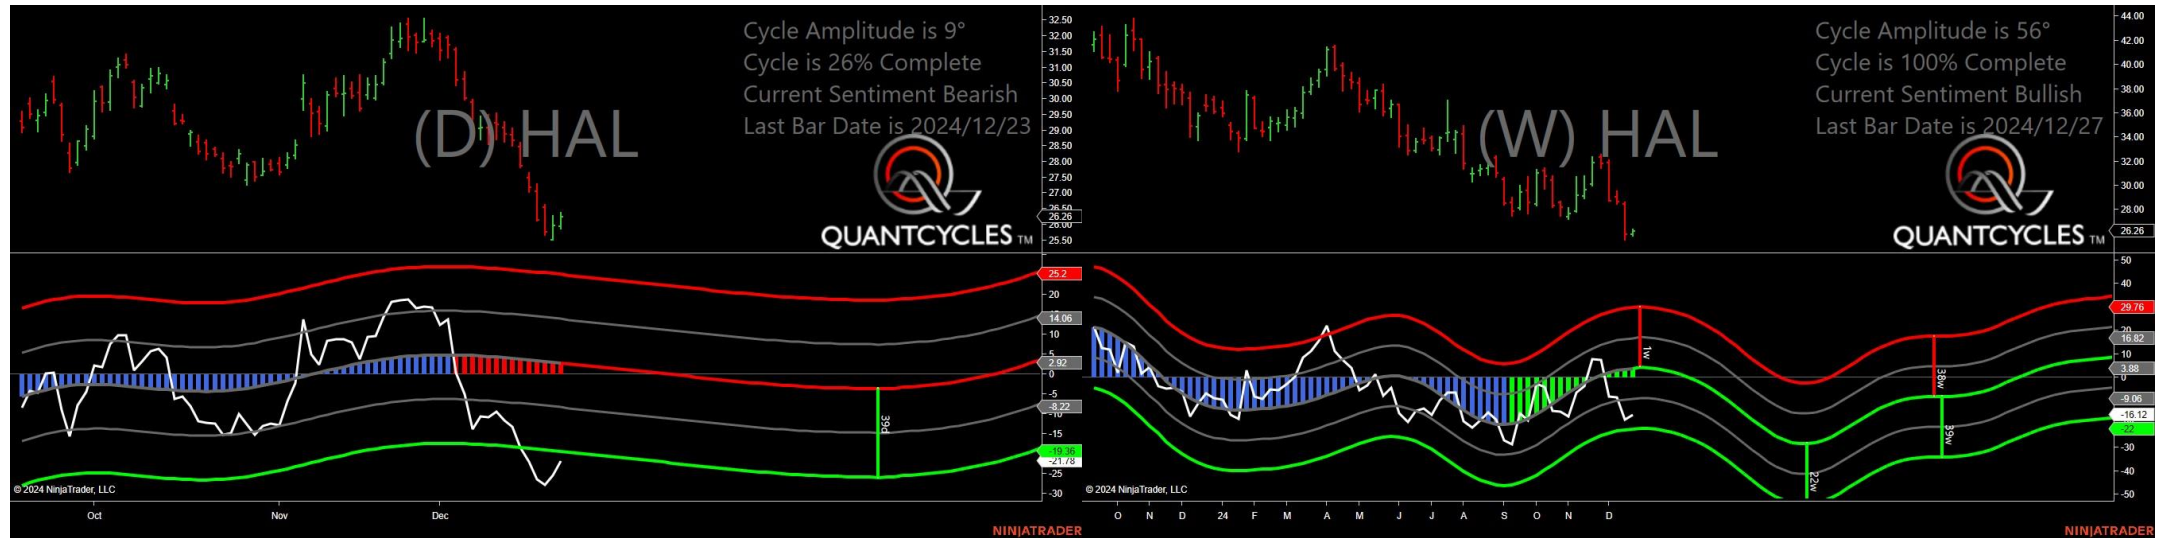 Cycle Amplitude is 9°
Cycle is 26% Complete
Current Sentiment Bearish
Last Bar Date is 2024/12/23
(D) HAL
QUANTCYCLES TM
32.50
32.00
31.50
31.00
30.50
30.00
29.50
29.00
28.50
28.00
27.50
27.00
26.50
26.26
25.50
25.2
20
14.06
10
5
2.92
0
-5
-8.22
-10
-15
-19.36
-21.78
-25
-30
39d
© 2024 NinjaTrader, LLC
Oct Nov Dec
NINJATRADER
Cycle Amplitude is 56°
Cycle is 100% Complete
Current Sentiment Bullish
Last Bar Date is 2024/12/27
(W) HAL
QUANTCYCLES TM
44.00
42.00
40.00
38.00
36.00
34.00
32.00
30.00
28.00
26.26
50
40
29.76
20
16.82
10
3.88
0
-9.06
-16.12
-22
-30
-40
-50
1w
38w
39w
22w
© 2024 NinjaTrader, LLC
O N D 24 F M A M J J A S O N D
NINJATRADER